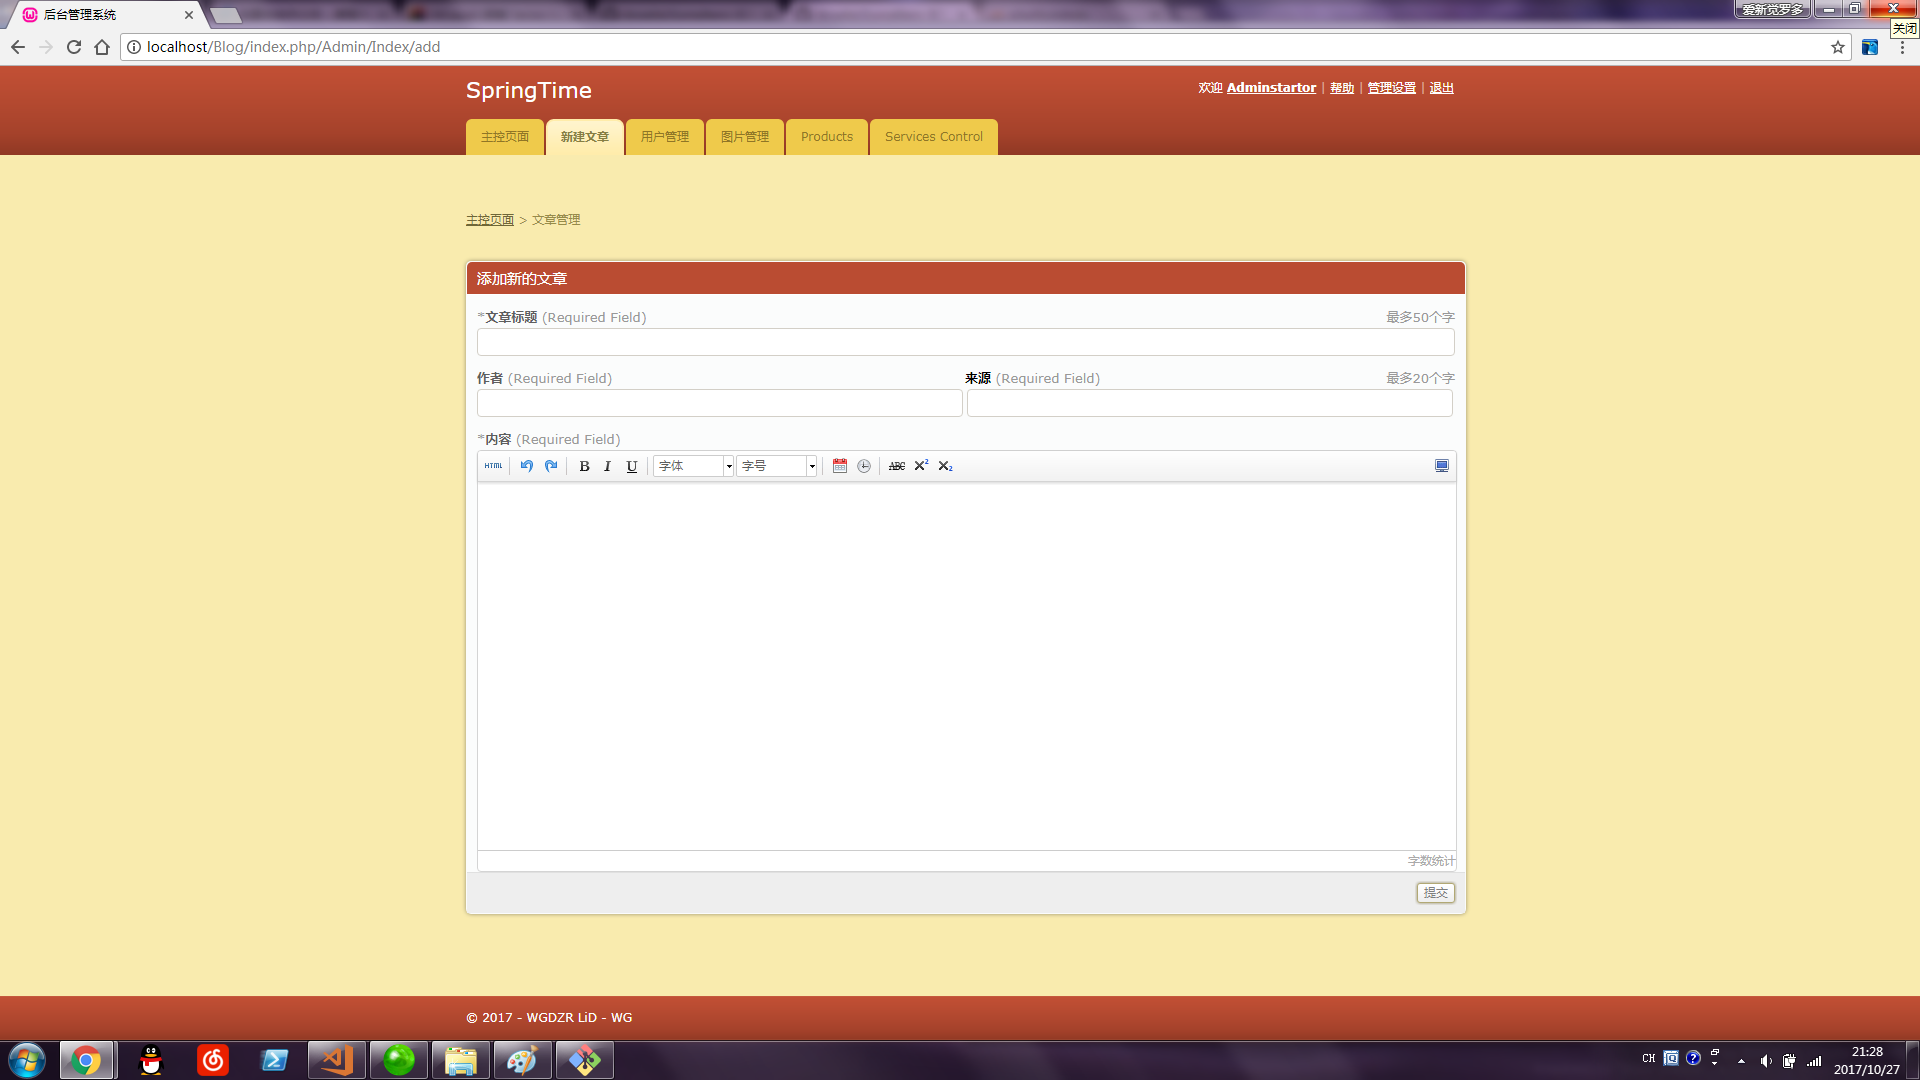 后台管理系统
爱新觉罗多
关闭
localhost/Blog/index.php/Admin/Index/add
SpringTime
欢迎 Adminstartor | 帮助 | 管理设置 | 退出
主控页面 新建文章 用户管理 图片管理 Products Services Control
主控页面 > 文章管理
添加新的文章
*文章标题 (Required Field) 最多50个字
作者 (Required Field) 来源 (Required Field) 最多20个字
*内容 (Required Field)
HTML B I U 字体 字号 ABC X² X₂
字数统计
提交
© 2017 - WGDZR LiD - WG
CH
21:28
2017/10/27